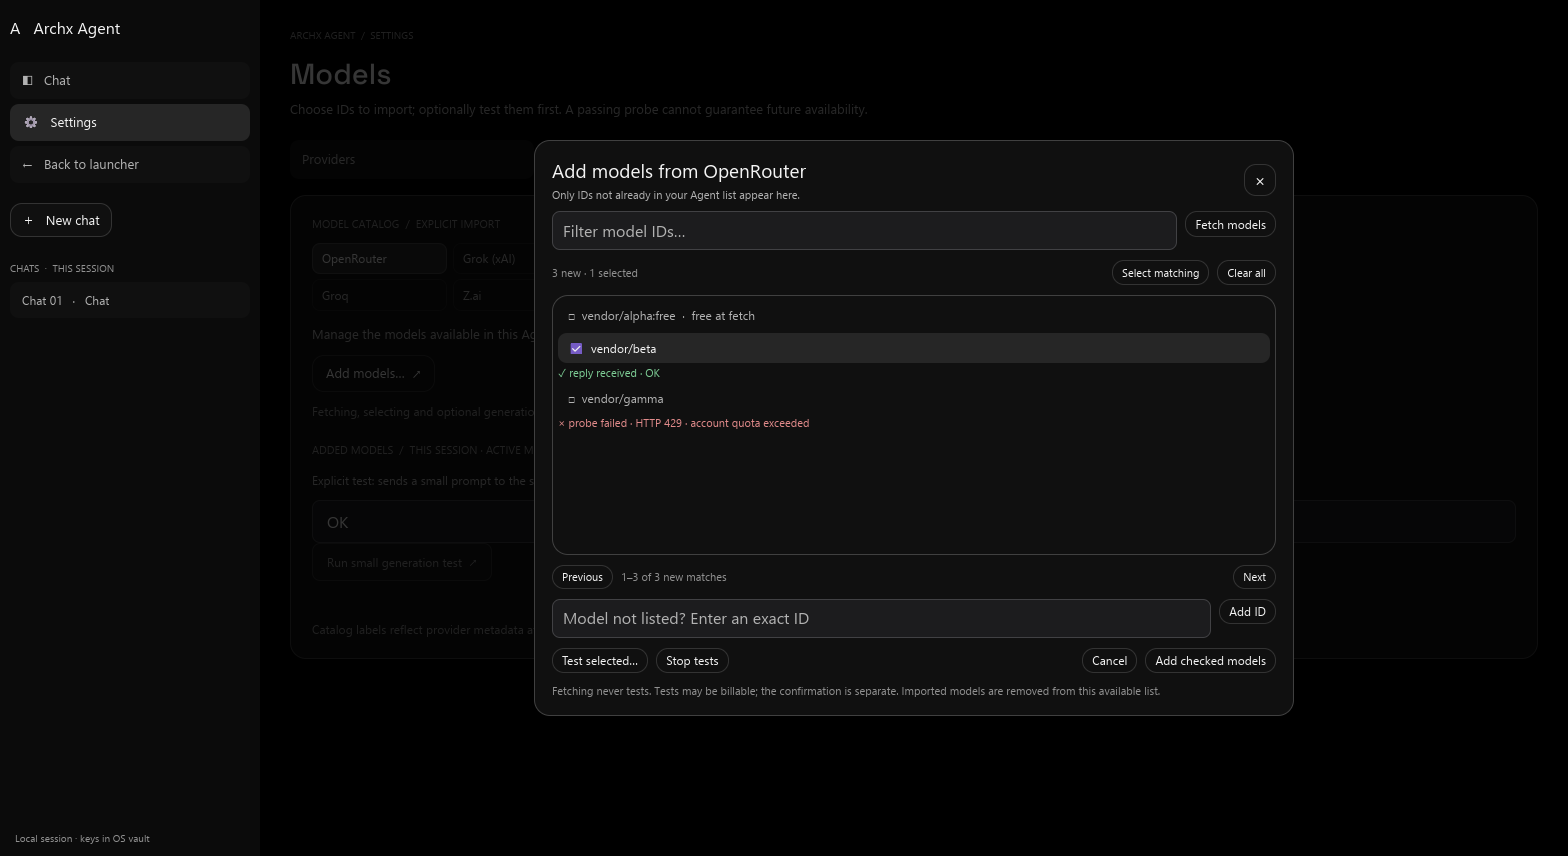 A Archx Agent
Chat
Settings
← Back to launcher
+ New chat
CHATS · THIS SESSION
Chat 01 · Chat
Local session · keys in OS vault
ARCHX AGENT / SETTINGS
Models
Choose IDs to import; optionally test them first. A passing probe cannot guarantee future availability.
Providers
MODEL CATALOG / EXPLICIT IMPORT
OpenRouter
Grok (xAI)
Groq
Z.ai
Manage the models available in this Ag
Add models... ↗
Fetching, selecting and optional generatio
ADDED MODELS / THIS SESSION · ACTIVE M
Explicit test: sends a small prompt to the s
OK
Run small generation test ↗
Catalog labels reflect provider metadata a
Add models from OpenRouter
×
Only IDs not already in your Agent list appear here.
Filter model IDs...
Fetch models
3 new · 1 selected
Select matching
Clear all
vendor/alpha:free · free at fetch
vendor/beta
✓ reply received · OK
vendor/gamma
× probe failed · HTTP 429 · account quota exceeded
Previous
1–3 of 3 new matches
Next
Model not listed? Enter an exact ID
Add ID
Test selected...
Stop tests
Cancel
Add checked models
Fetching never tests. Tests may be billable; the confirmation is separate. Imported models are removed from this available list.